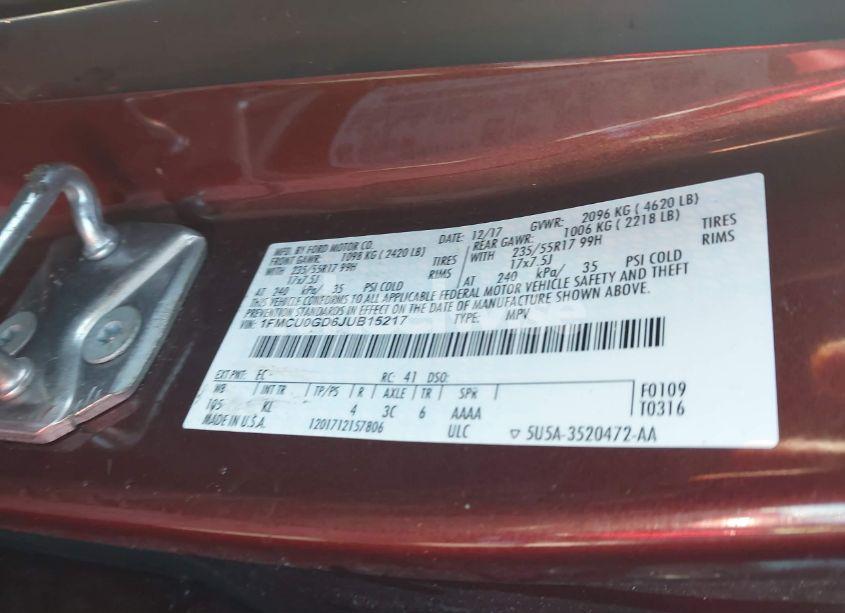 MFD. BY FORD MOTOR CO. DATE: 12/17 GVWR: 2096 KG ( 4620 LB)
FRONT GAWR: 1098 KG ( 2420 LB) REAR GAWR: 1006 KG ( 2218 LB)
WITH 235/55R17 99H TIRES WITH 235/55R17 99H TIRES
17x7.5J RIMS 17x7.5J RIMS
AT 240 kPa/ 35 PSI COLD AT 240 kPa/ 35 PSI COLD
THIS VEHICLE CONFORMS TO ALL APPLICABLE FEDERAL MOTOR VEHICLE SAFETY AND THEFT
PREVENTION STANDARDS IN EFFECT ON THE DATE OF MANUFACTURE SHOWN ABOVE.
VIN: 1FMCU0GD6JUB15217 TYPE: MPV
EXT PNT: EC RC: 41 DSO:
WB INT TR TP/PS R AXLE TR SPR F0109
105 KL 4 3C 6 AAAA T0316
MADE IN U.S.A. 1201712157806 ULC ▽ 5U5A-3520472-AA